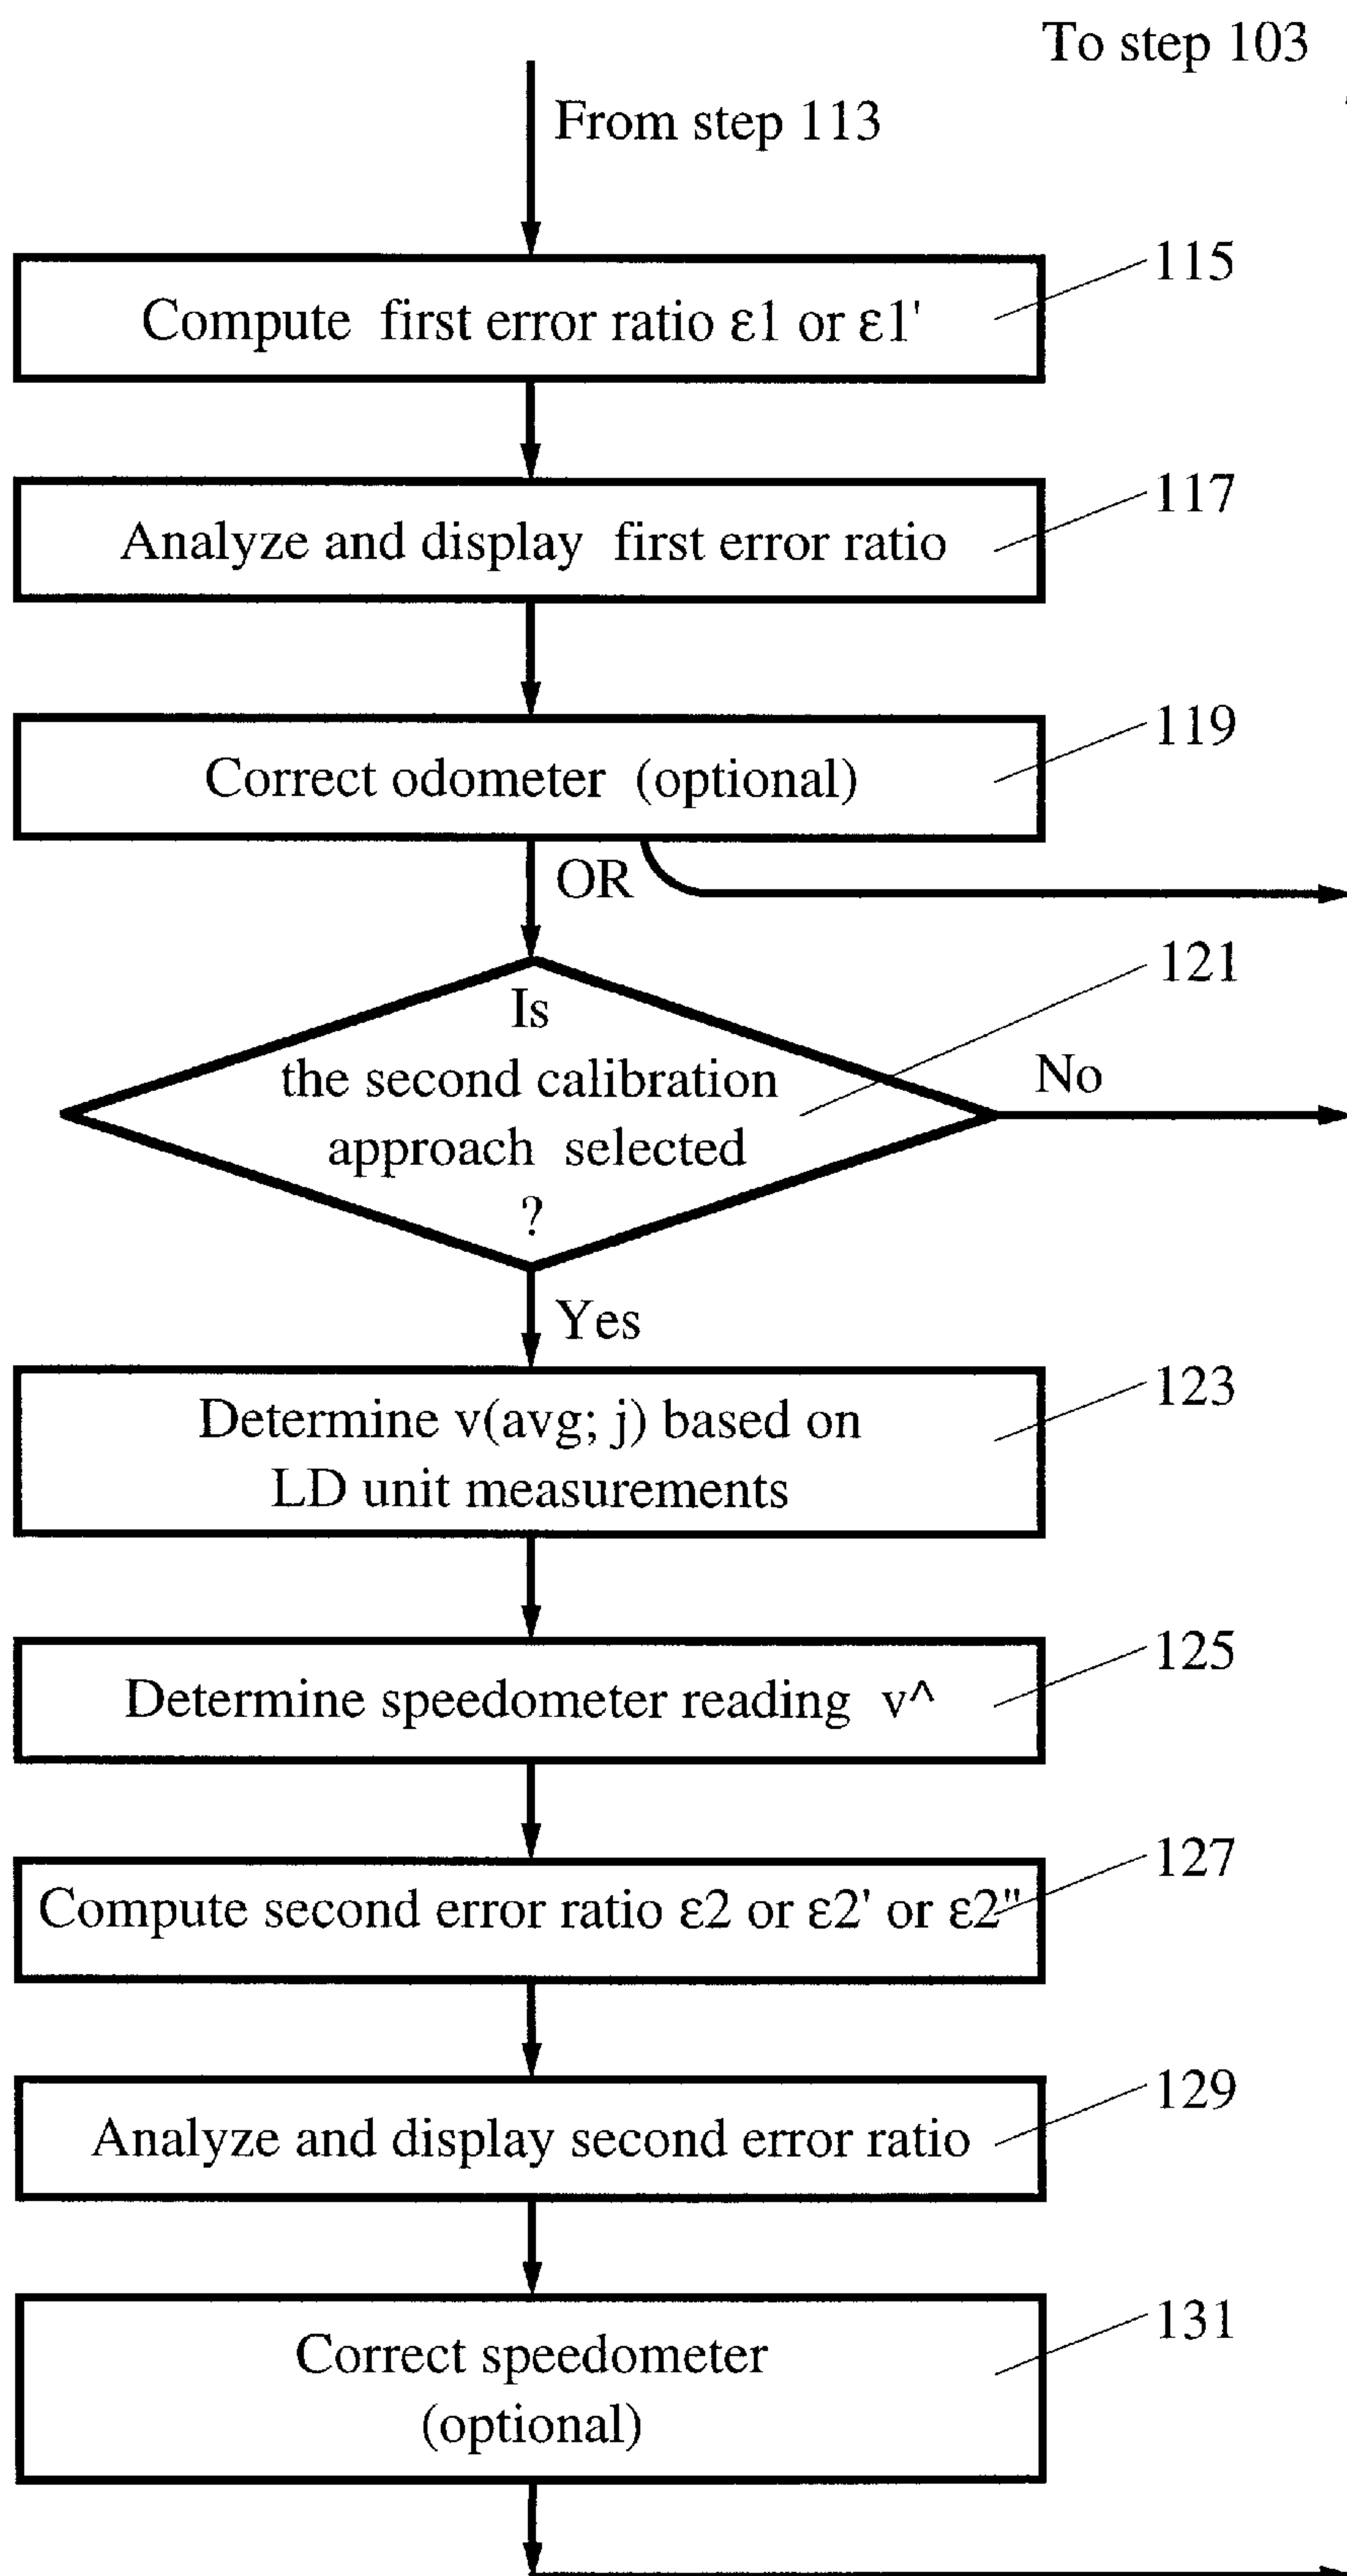 To step 103
From step 113
115
Compute first error ratio ε1 or ε1'
117
Analyze and display first error ratio
119
Correct odometer (optional)
OR
121
Is
the second calibration
approach selected
?
No
Yes
123
Determine v(avg; j) based on
LD unit measurements
125
Determine speedometer reading v^
127
Compute second error ratio ε2 or ε2' or ε2"
129
Analyze and display second error ratio
131
Correct speedometer
(optional)